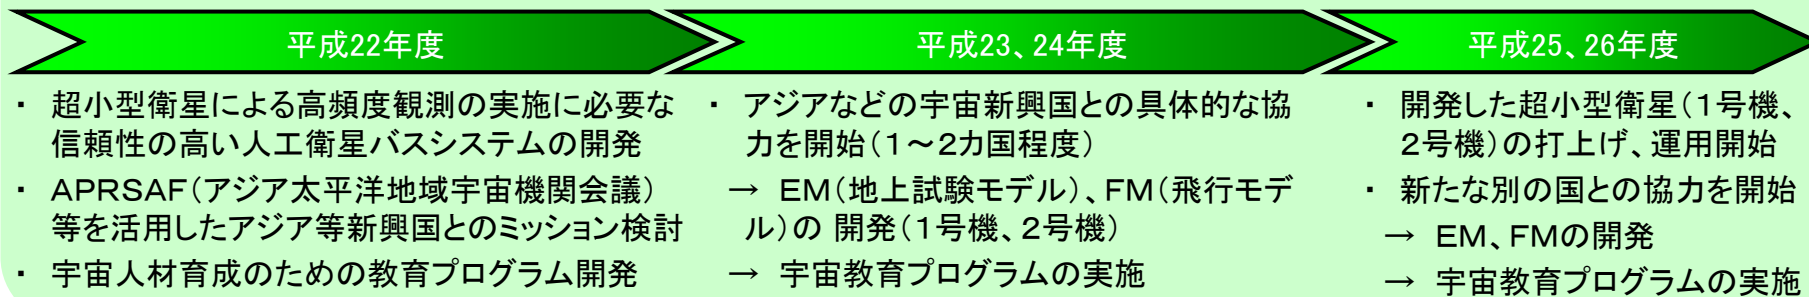 平成22年度
・ 超小型衛星による高頻度観測の実施に必要な
信頼性の高い人工衛星バスシステムの開発
・ APRSAF(アジア太平洋地域宇宙機関会議)
等を活用したアジア等新興国とのミッション検討
・ 宇宙人材育成のための教育プログラム開発
平成23、24年度
・ アジアなどの宇宙新興国との具体的な協
力を開始(1～2カ国程度)
→ EM(地上試験モデル)、FM(飛行モデ
ル)の 開発(1号機、2号機)
→ 宇宙教育プログラムの実施
平成25、26年度
・ 開発した超小型衛星(1号機、
2号機)の打上げ、運用開始
・ 新たな別の国との協力を開始
→ EM、FMの開発
→ 宇宙教育プログラムの実施